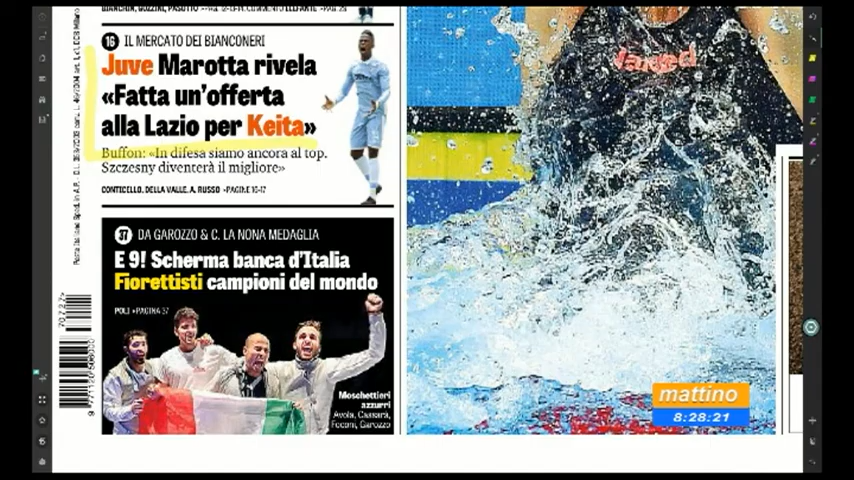 16 IL MERCATO DEI BIANCONERI
Juve Marotta rivela
«Fatta un'offerta
alla Lazio per Keita»
Buffon: «In difesa siamo ancora al top.
Szczesny diventerà il migliore»
CONTICELLO, DELLA VALLE, A. RUSSO •PAGINE 16-17
37 DA GAROZZO & C. LA NONA MEDAGLIA
E 9! Scherma banca d'Italia
Fiorettisti campioni del mondo
POLI •PAGINA 37
Moschettieri
azzurri
Avola, Cassarà,
Foconi, Garozzo
mattino
8:28:21